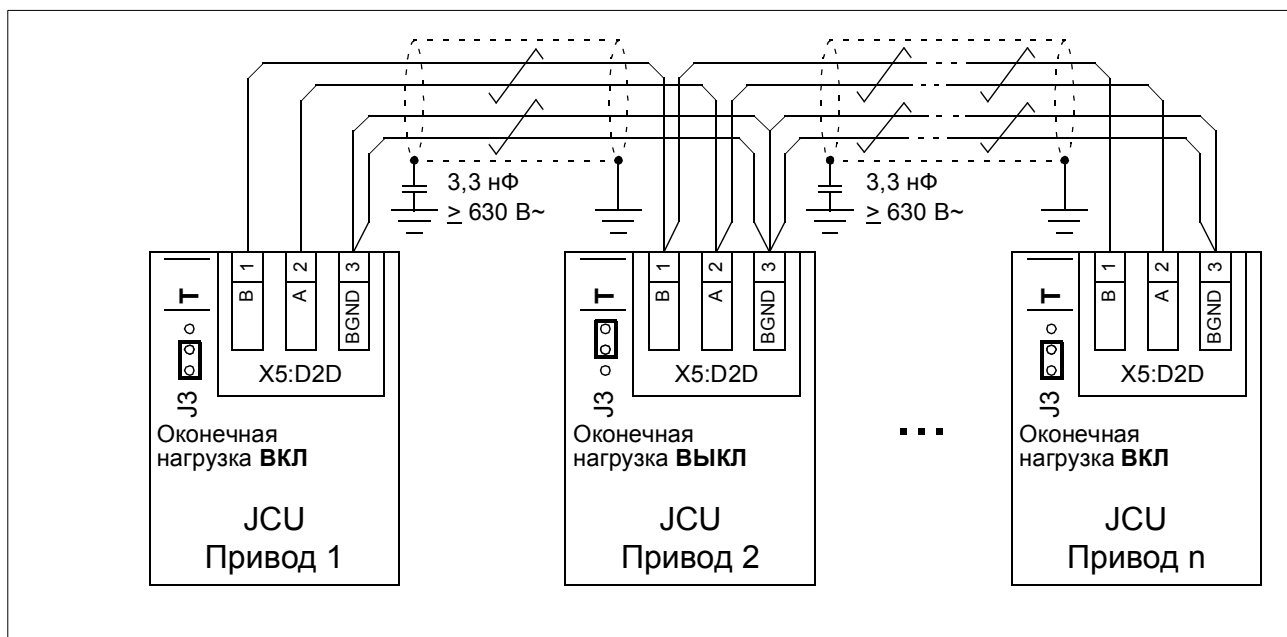 3,3 нФ
≥ 630 В~
3,3 нФ
≥ 630 В~
T
J3
1
2
3
B
A
BGND
X5:D2D
Оконечная
нагрузка ВКЛ
JCU
Привод 1
T
J3
1
2
3
B
A
BGND
X5:D2D
Оконечная
нагрузка ВЫКЛ
JCU
Привод 2
...
T
J3
1
2
3
B
A
BGND
X5:D2D
Оконечная
нагрузка ВКЛ
JCU
Привод n